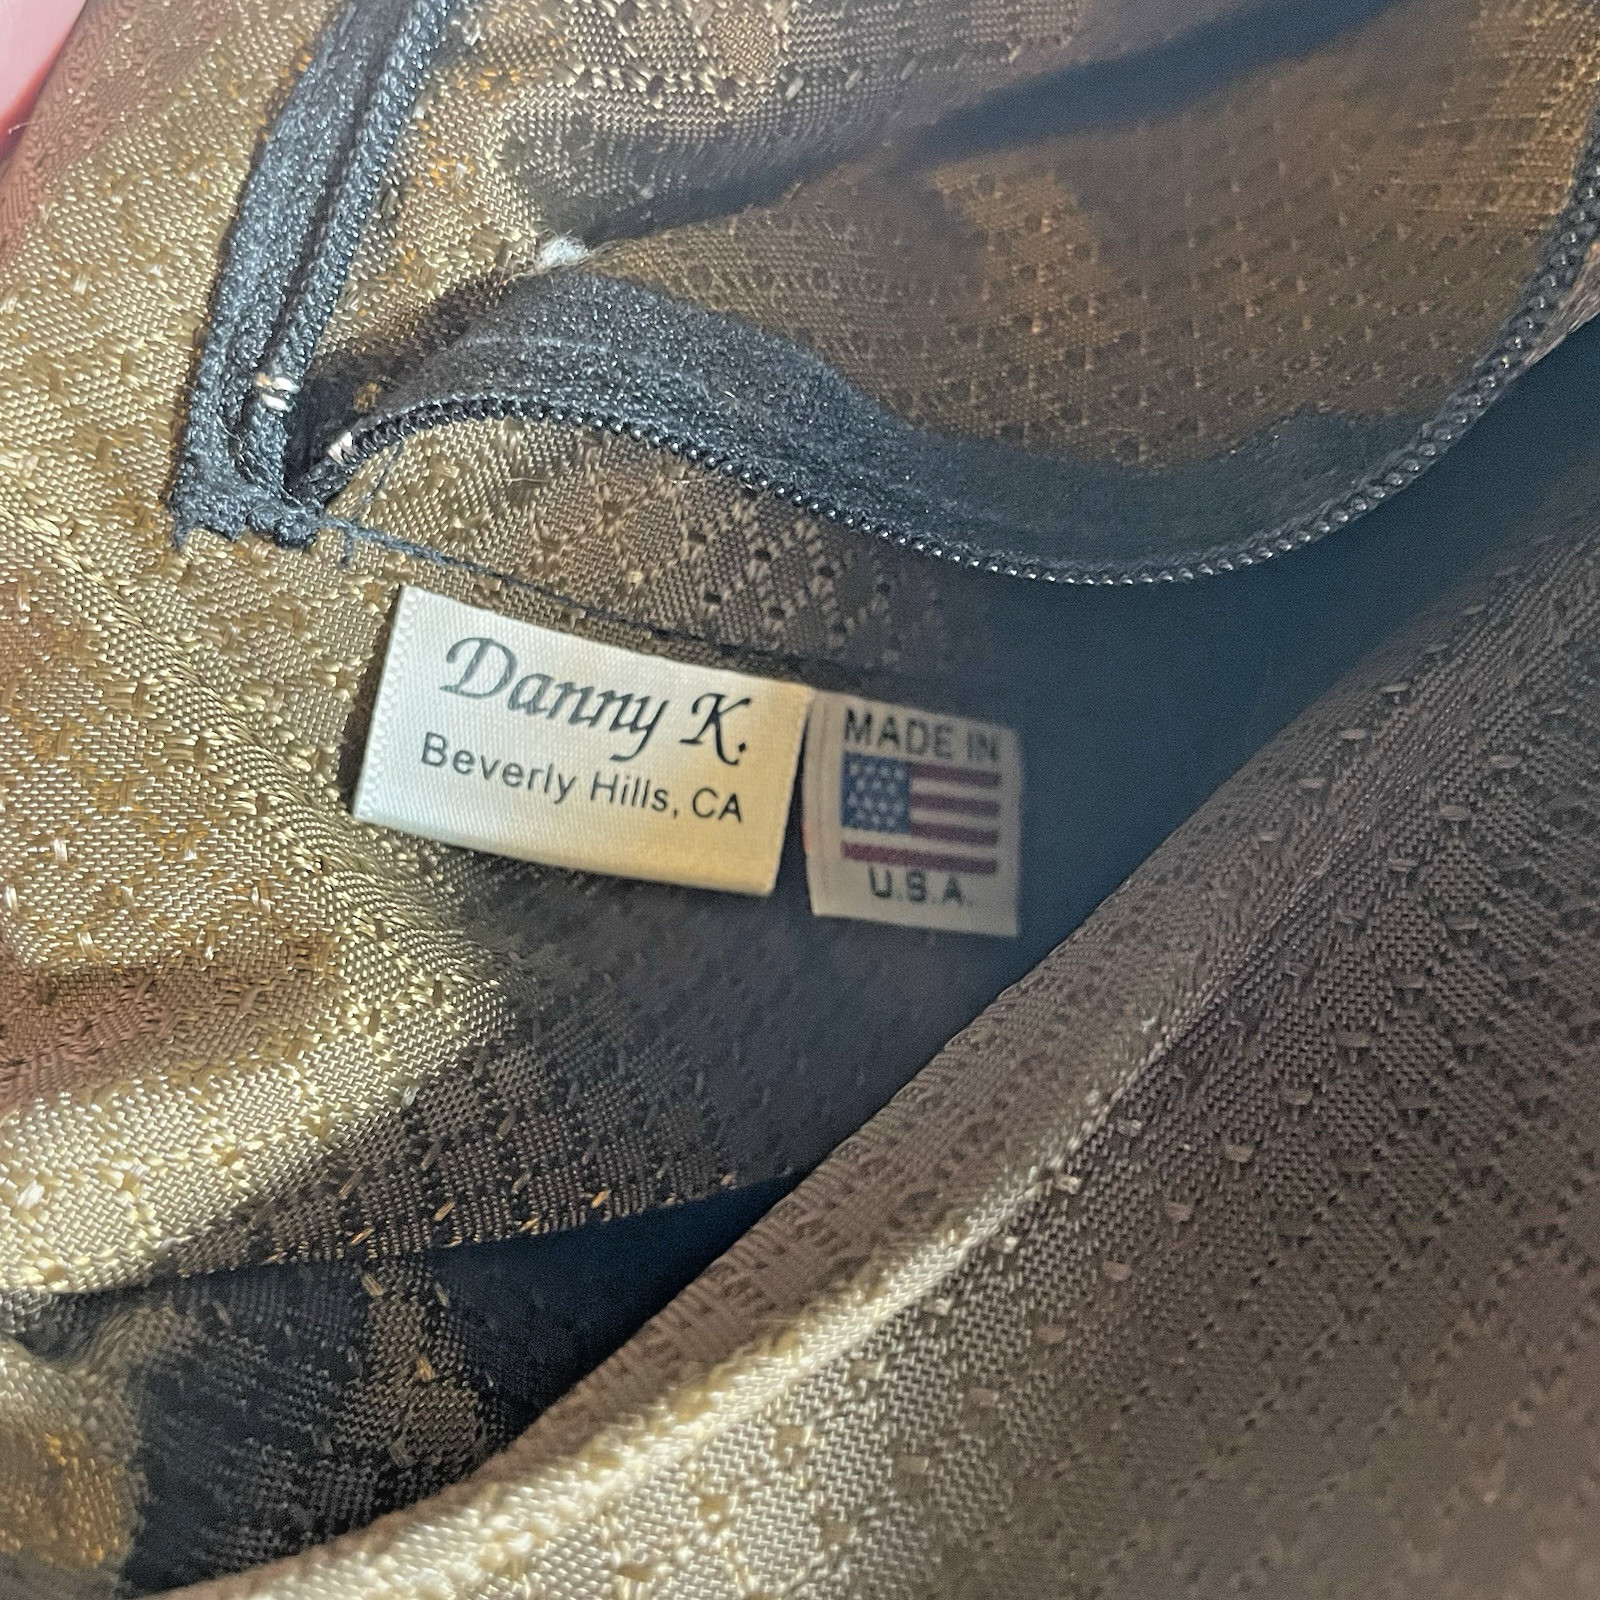 Danny K.
Beverly Hills, CA
MADE IN
U.S.A.